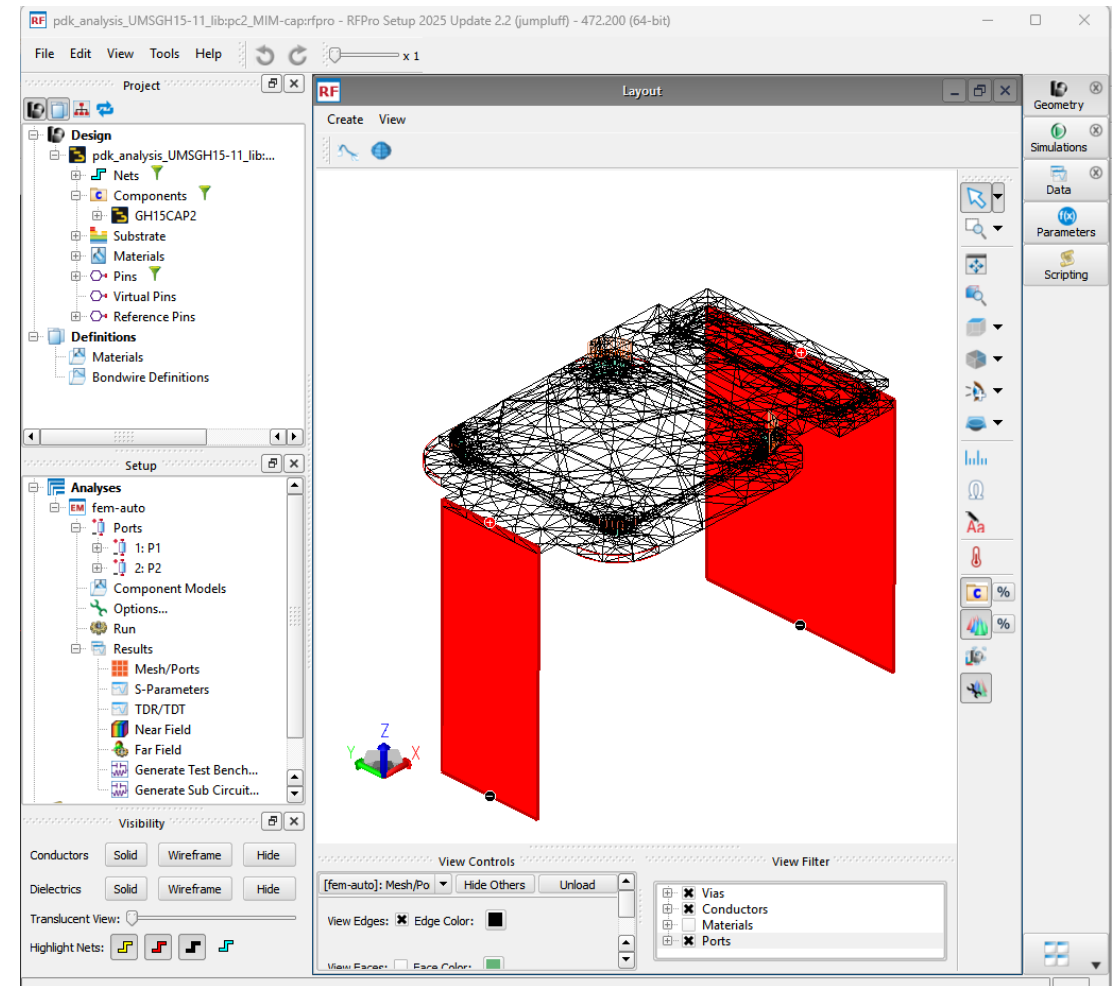 RF pdk_analysis_UMSGH15-11_lib:pc2_MIM-cap:rfpro - RFPro Setup 2025 Update 2.2 (jumpluff) - 472.200 (64-bit)
File Edit View Tools Help x 1
Project
Design
pdk_analysis_UMSGH15-11_lib:...
Nets
C Components
GH15CAP2
Substrate
Materials
Pins
Virtual Pins
Reference Pins
Definitions
Materials
Bondwire Definitions
Setup
Analyses
EM fem-auto
Ports
1: P1
2: P2
Component Models
Options...
Run
Results
Mesh/Ports
S-Parameters
TDR/TDT
Near Field
Far Field
Generate Test Bench...
Generate Sub Circuit...
Visibility
Conductors Solid Wireframe Hide
Dielectrics Solid Wireframe Hide
Translucent View:
Highlight Nets:
RF Layout
Create View
Z
Y X
View Controls
[fem-auto]: Mesh/Po Hide Others Unload
View Edges: Edge Color:
View Faces: Face Color:
View Filter
Vias
Conductors
Materials
Ports
Aa
C %
%
Geometry
Simulations
Data
f(x)
Parameters
Scripting